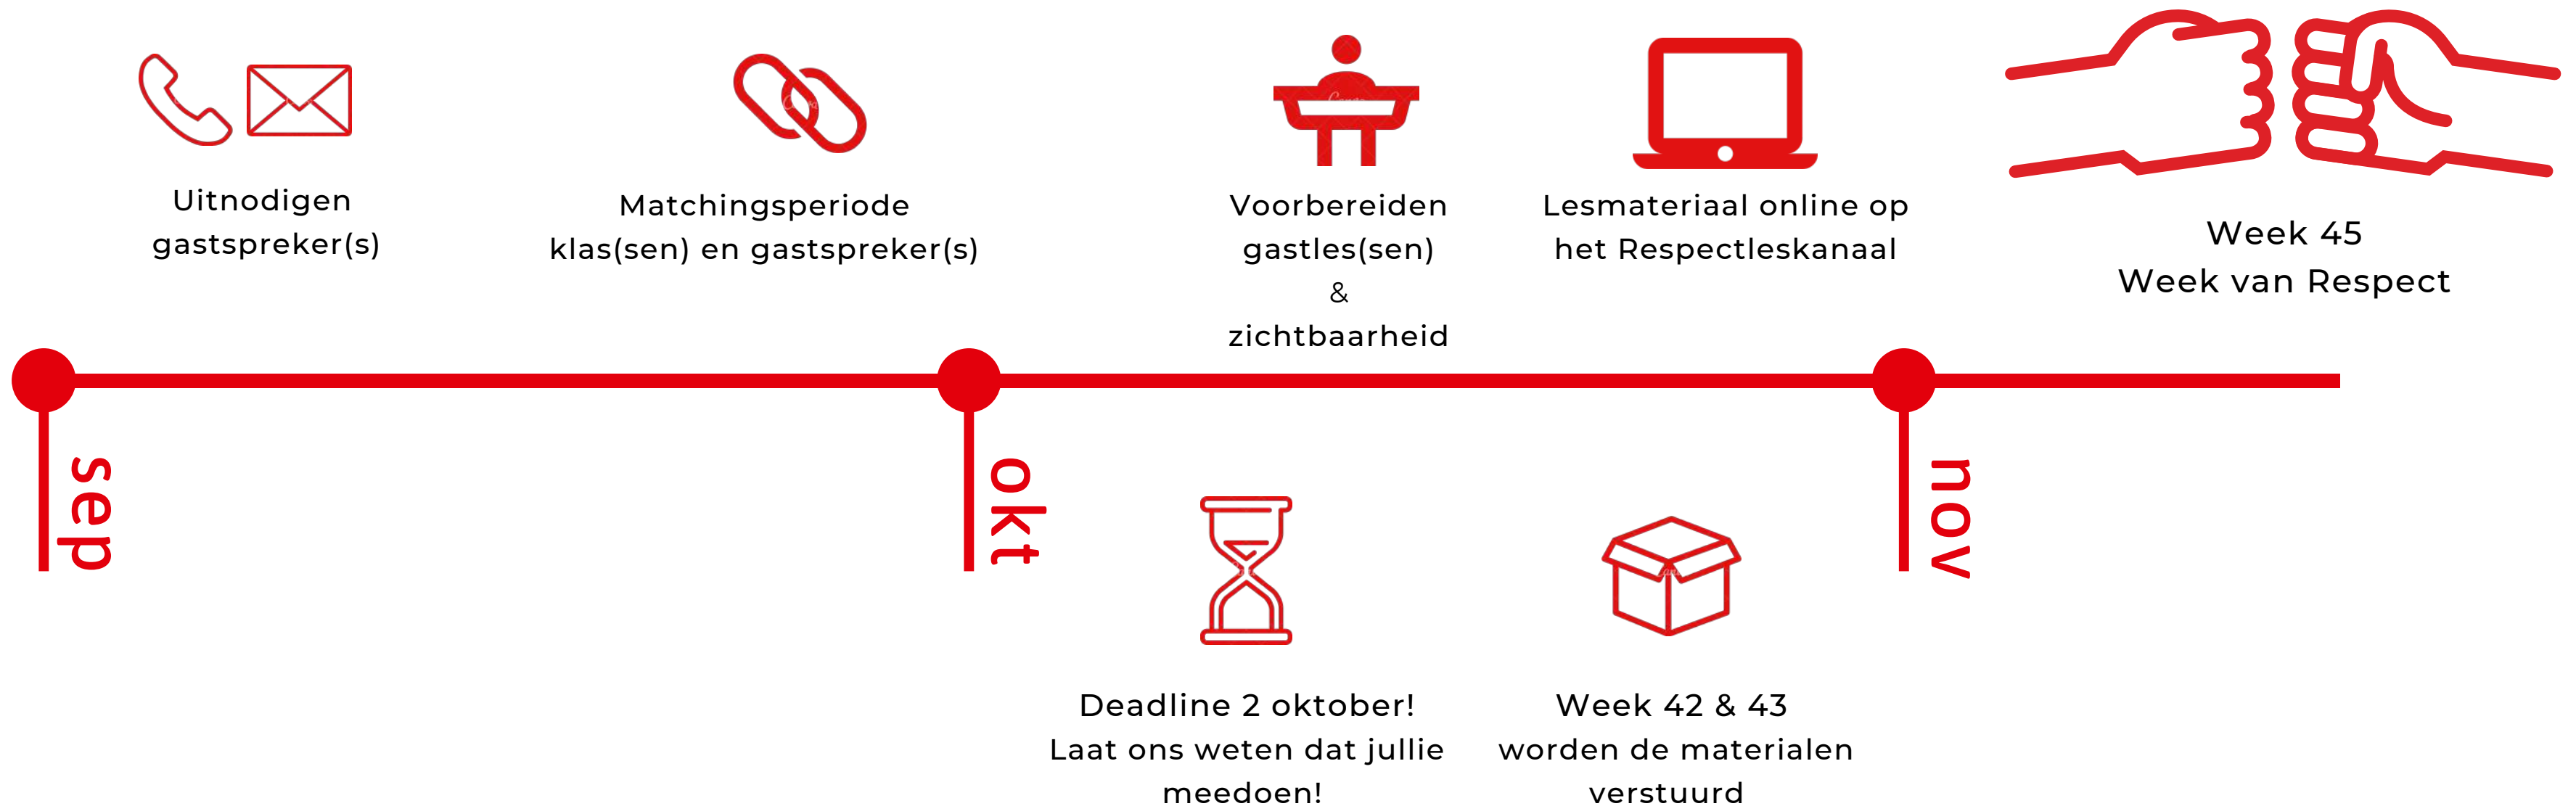 Uitnodigen
gastspreker(s)
Matchingsperiode
klas(sen) en gastspreker(s)
Voorbereiden
gastles(sen)
&
zichtbaarheid
Lesmateriaal online op
het Respectleskanaal
Week 45
Week van Respect
sep
okt
nov
Deadline 2 oktober!
Laat ons weten dat jullie
meedoen!
Week 42 & 43
worden de materialen
verstuurd